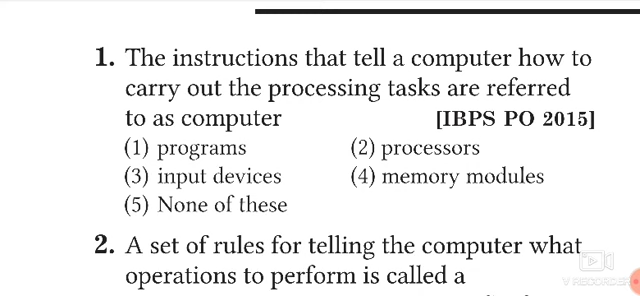 1. The instructions that tell a computer how to
carry out the processing tasks are referred
to as computer [IBPS PO 2015]
(1) programs (2) processors
(3) input devices (4) memory modules
(5) None of these
2. A set of rules for telling the computer what
operations to perform is called a
V RECORDER